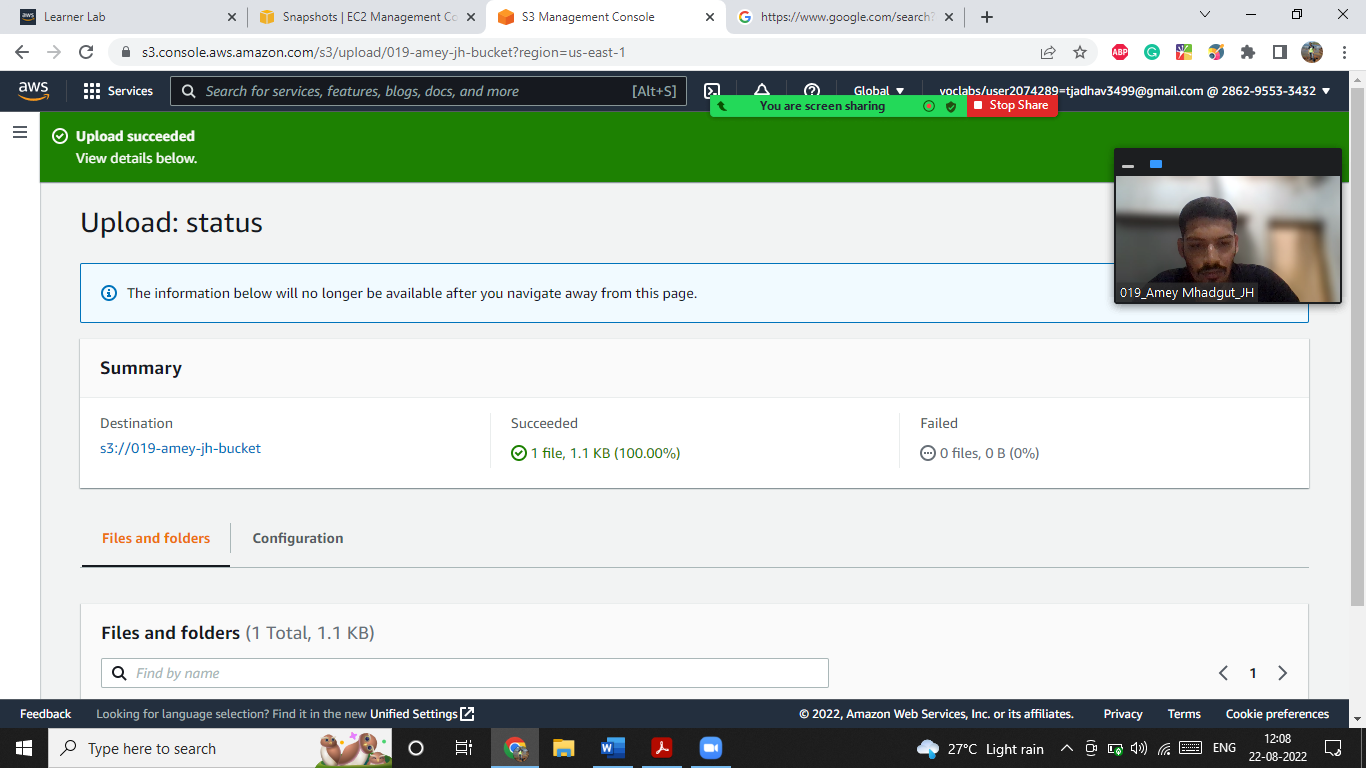 Learner Lab
Snapshots | EC2 Management Co
S3 Management Console
https://www.google.com/search?
s3.console.aws.amazon.com/s3/upload/019-amey-jh-bucket?region=us-east-1
ABP
aws
Services
Search for services, features, blogs, docs, and more
[Alt+S]
Global
voclabs/user2074289=tjadhav3499@gmail.com @ 2862-9553-3432
You are screen sharing
Stop Share
Upload succeeded
View details below.
019_Amey Mhadgut_JH
Upload: status
The information below will no longer be available after you navigate away from this page.
Summary
Destination
s3://019-amey-jh-bucket
Succeeded
1 file, 1.1 KB (100.00%)
Failed
0 files, 0 B (0%)
Files and folders
Configuration
Files and folders (1 Total, 1.1 KB)
Find by name
1
Feedback
Looking for language selection? Find it in the new Unified Settings
© 2022, Amazon Web Services, Inc. or its affiliates.
Privacy
Terms
Cookie preferences
Type here to search
27°C Light rain
ENG
12:08
22-08-2022